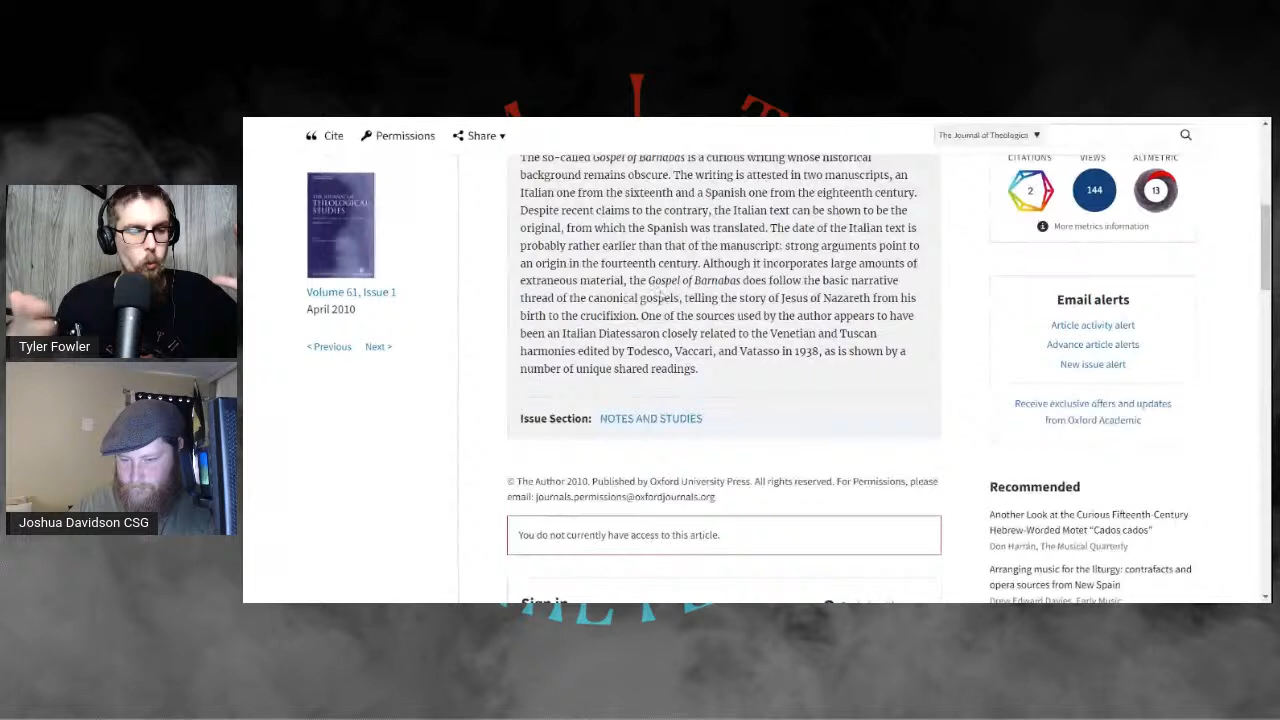 Cite
Permissions
Share
The Journal of Theologica
THE JOURNAL OF
THEOLOGICAL
STUDIES
Volume 61, Issue 1
April 2010
< Previous
Next >
The so-called Gospel of Barnabas is a curious writing whose historical
background remains obscure. The writing is attested in two manuscripts, an
Italian one from the sixteenth and a Spanish one from the eighteenth century.
Despite recent claims to the contrary, the Italian text can be shown to be the
original, from which the Spanish was translated. The date of the Italian text is
probably rather earlier than that of the manuscript: strong arguments point to
an origin in the fourteenth century. Although it incorporates large amounts of
extraneous material, the Gospel of Barnabas does follow the basic narrative
thread of the canonical gospels, telling the story of Jesus of Nazareth from his
birth to the crucifixion. One of the sources used by the author appears to have
been an Italian Diatessaron closely related to the Venetian and Tuscan
harmonies edited by Todesco, Vaccari, and Vatasso in 1938, as is shown by a
number of unique shared readings.
Issue Section: NOTES AND STUDIES
© The Author 2010. Published by Oxford University Press. All rights reserved. For Permissions, please
email: journals.permissions@oxfordjournals.org
You do not currently have access to this article.
Sign in
CITATIONS
VIEWS
ALTMETRIC
2
144
13
More metrics information
Email alerts
Article activity alert
Advance article alerts
New issue alert
Receive exclusive offers and updates
from Oxford Academic
Recommended
Another Look at the Curious Fifteenth-Century
Hebrew-Worded Motet “Cados cados”
Don Harrán, The Musical Quarterly
Arranging music for the liturgy: contrafacts and
opera sources from New Spain
Drew Edward Davies, Early Music
Tyler Fowler
Joshua Davidson CSG